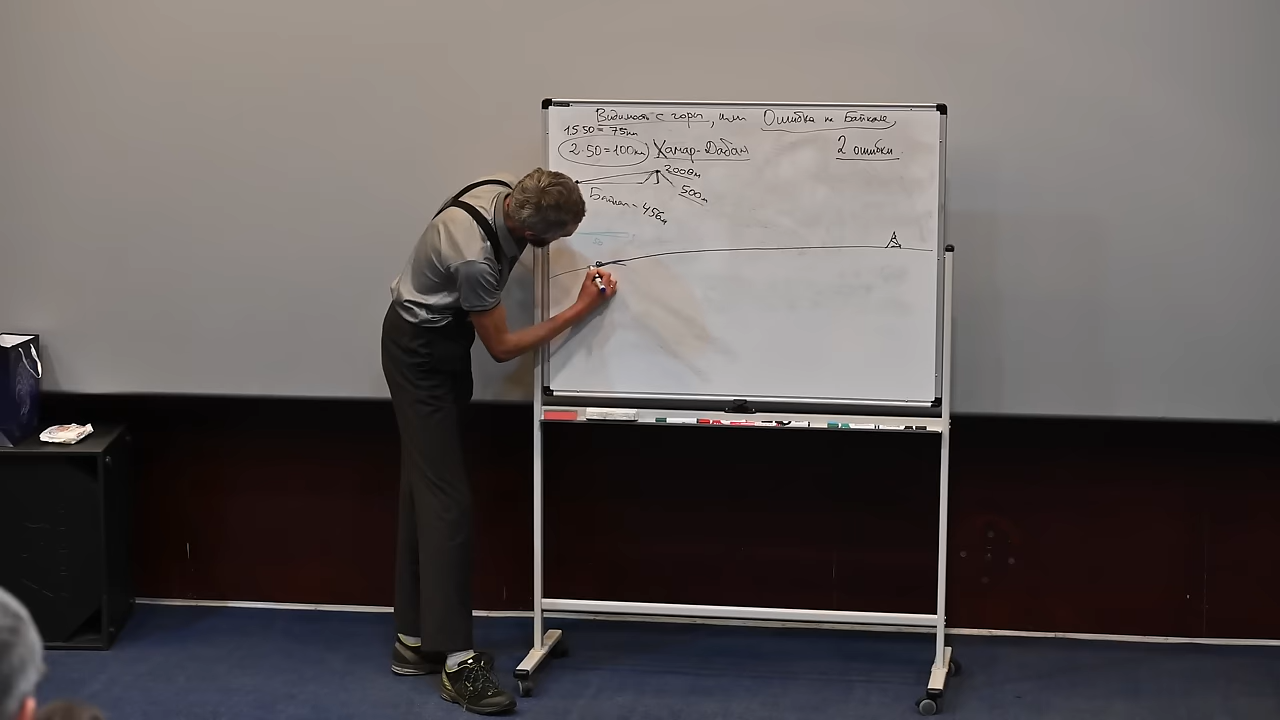 Видимость с горы, или Ошибка на Байкале
1,5·50 = 75км
2·50=100км Хамар-Дабан 2 ошибки.
2000м
500м
Байкал - 456м
50